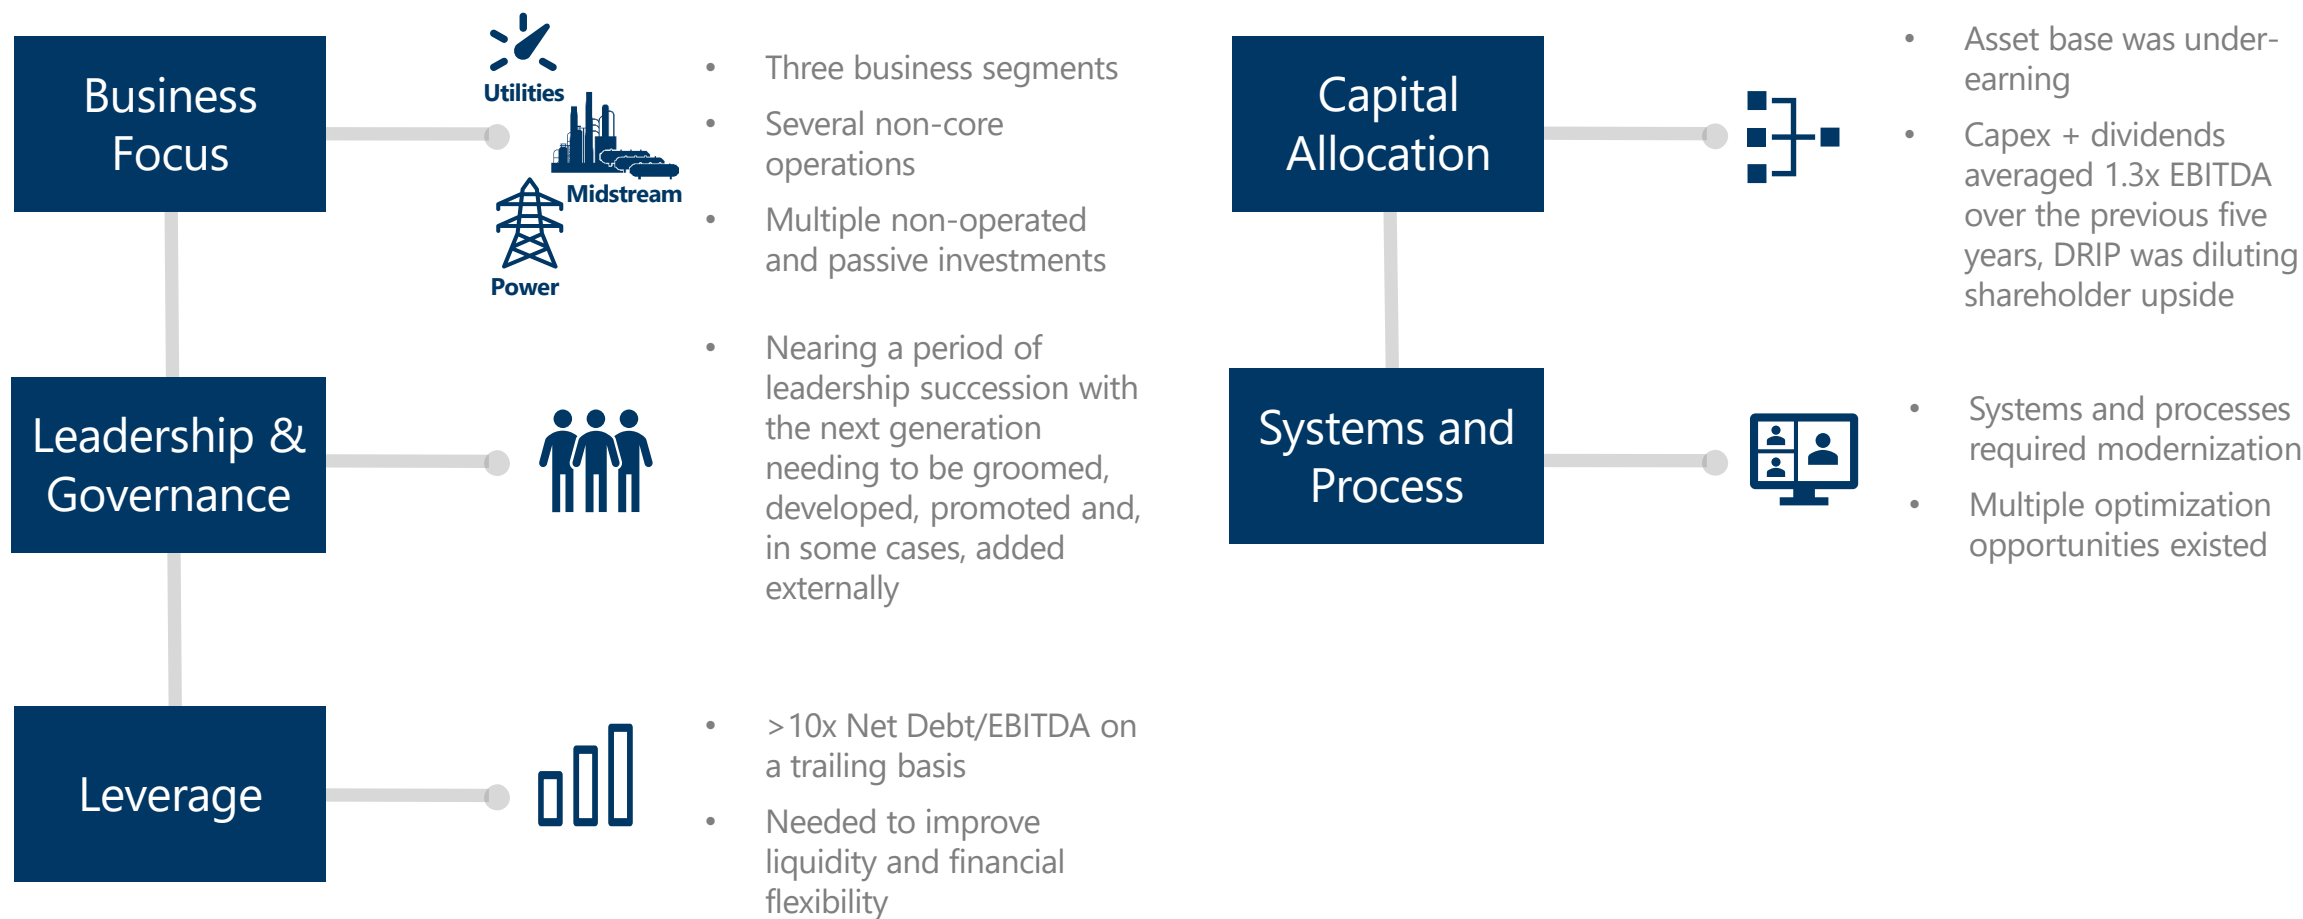 Business
Focus
Utilities
Midstream
Power
• Three business segments
• Several non-core
operations
• Multiple non-operated
and passive investments
Leadership &
Governance
• Nearing a period of
leadership succession with
the next generation
needing to be groomed,
developed, promoted and,
in some cases, added
externally
Leverage
• >10x Net Debt/EBITDA on
a trailing basis
• Needed to improve
liquidity and financial
flexibility
Capital
Allocation
• Asset base was under-
earning
• Capex + dividends
averaged 1.3x EBITDA
over the previous five
years, DRIP was diluting
shareholder upside
Systems and
Process
• Systems and processes
required modernization
• Multiple optimization
opportunities existed